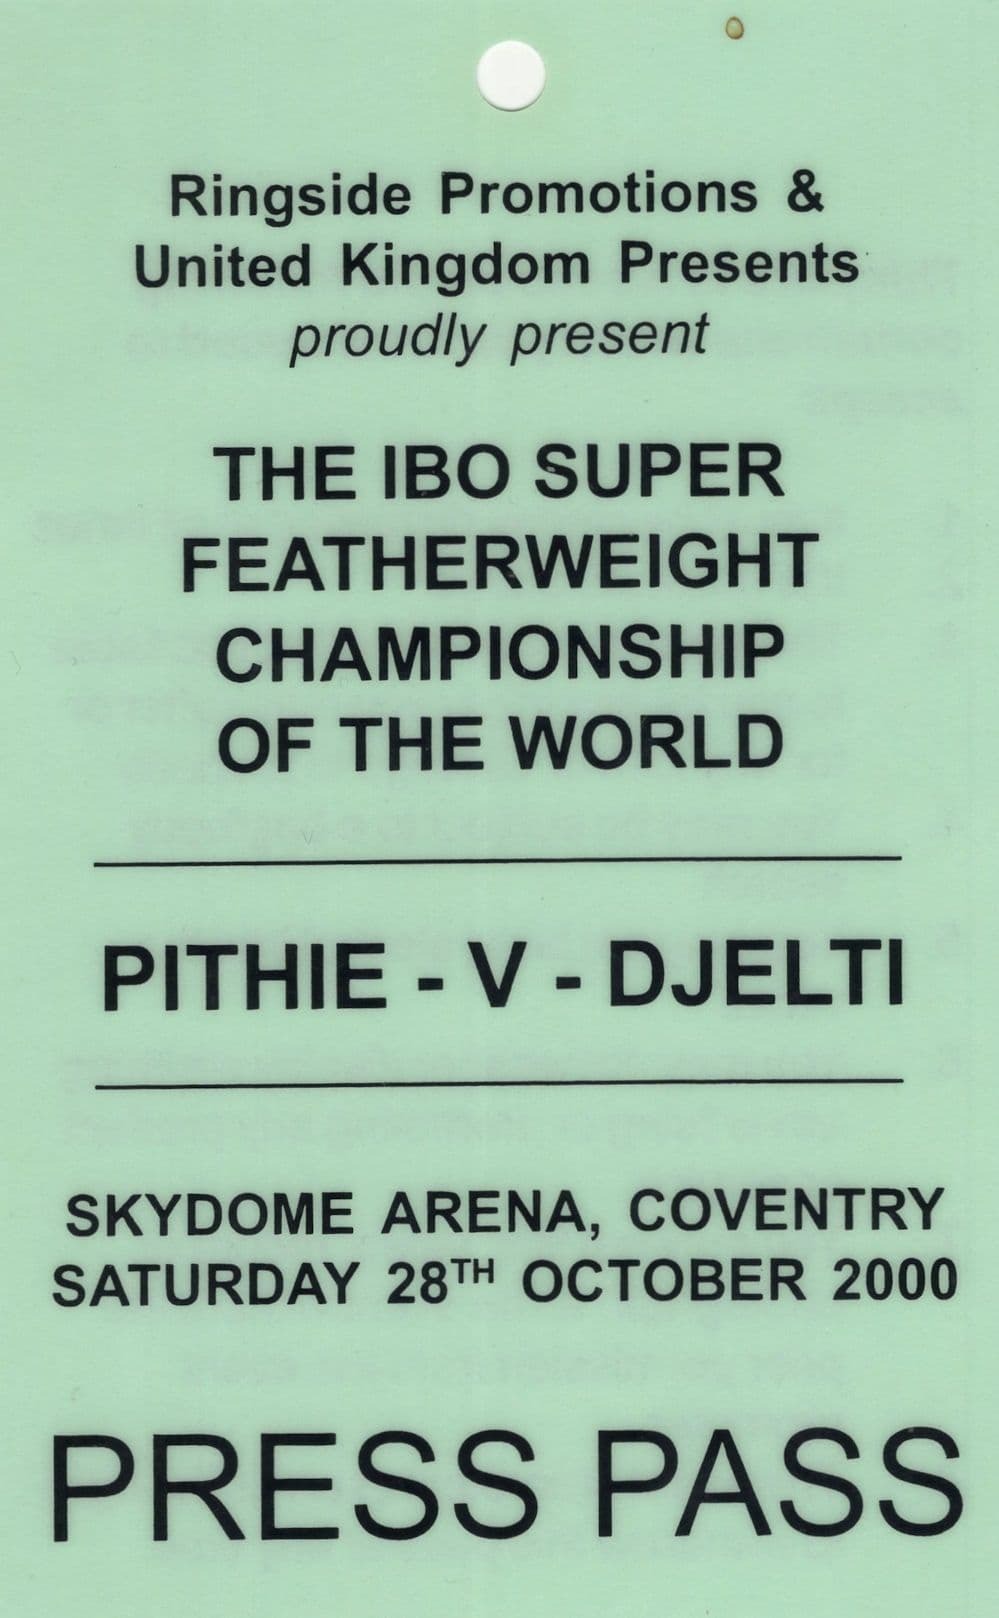 Ringside Promotions &
United Kingdom Presents
proudly present
THE IBO SUPER
FEATHERWEIGHT
CHAMPIONSHIP
OF THE WORLD
PITHIE - V - DJELTI
SKYDOME ARENA, COVENTRY
SATURDAY 28TH OCTOBER 2000
PRESS PASS